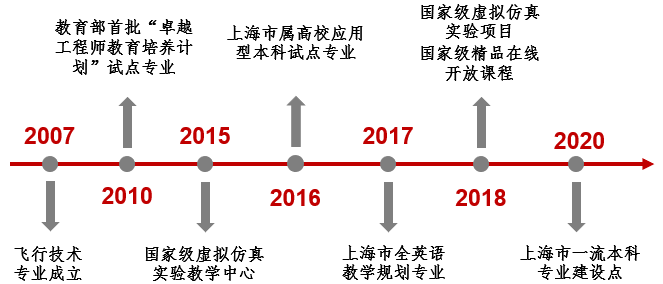 教育部首批“卓越
工程师教育培养计
划”试点专业
上海市属高校应用
型本科试点专业
国家级虚拟仿真
实验项目
国家级精品在线
开放课程
2007
2015
2017
2020
2010
2016
2018
飞行技术
专业成立
国家级虚拟仿真
实验教学中心
上海市全英语
教学规划专业
上海市一流本科
专业建设点